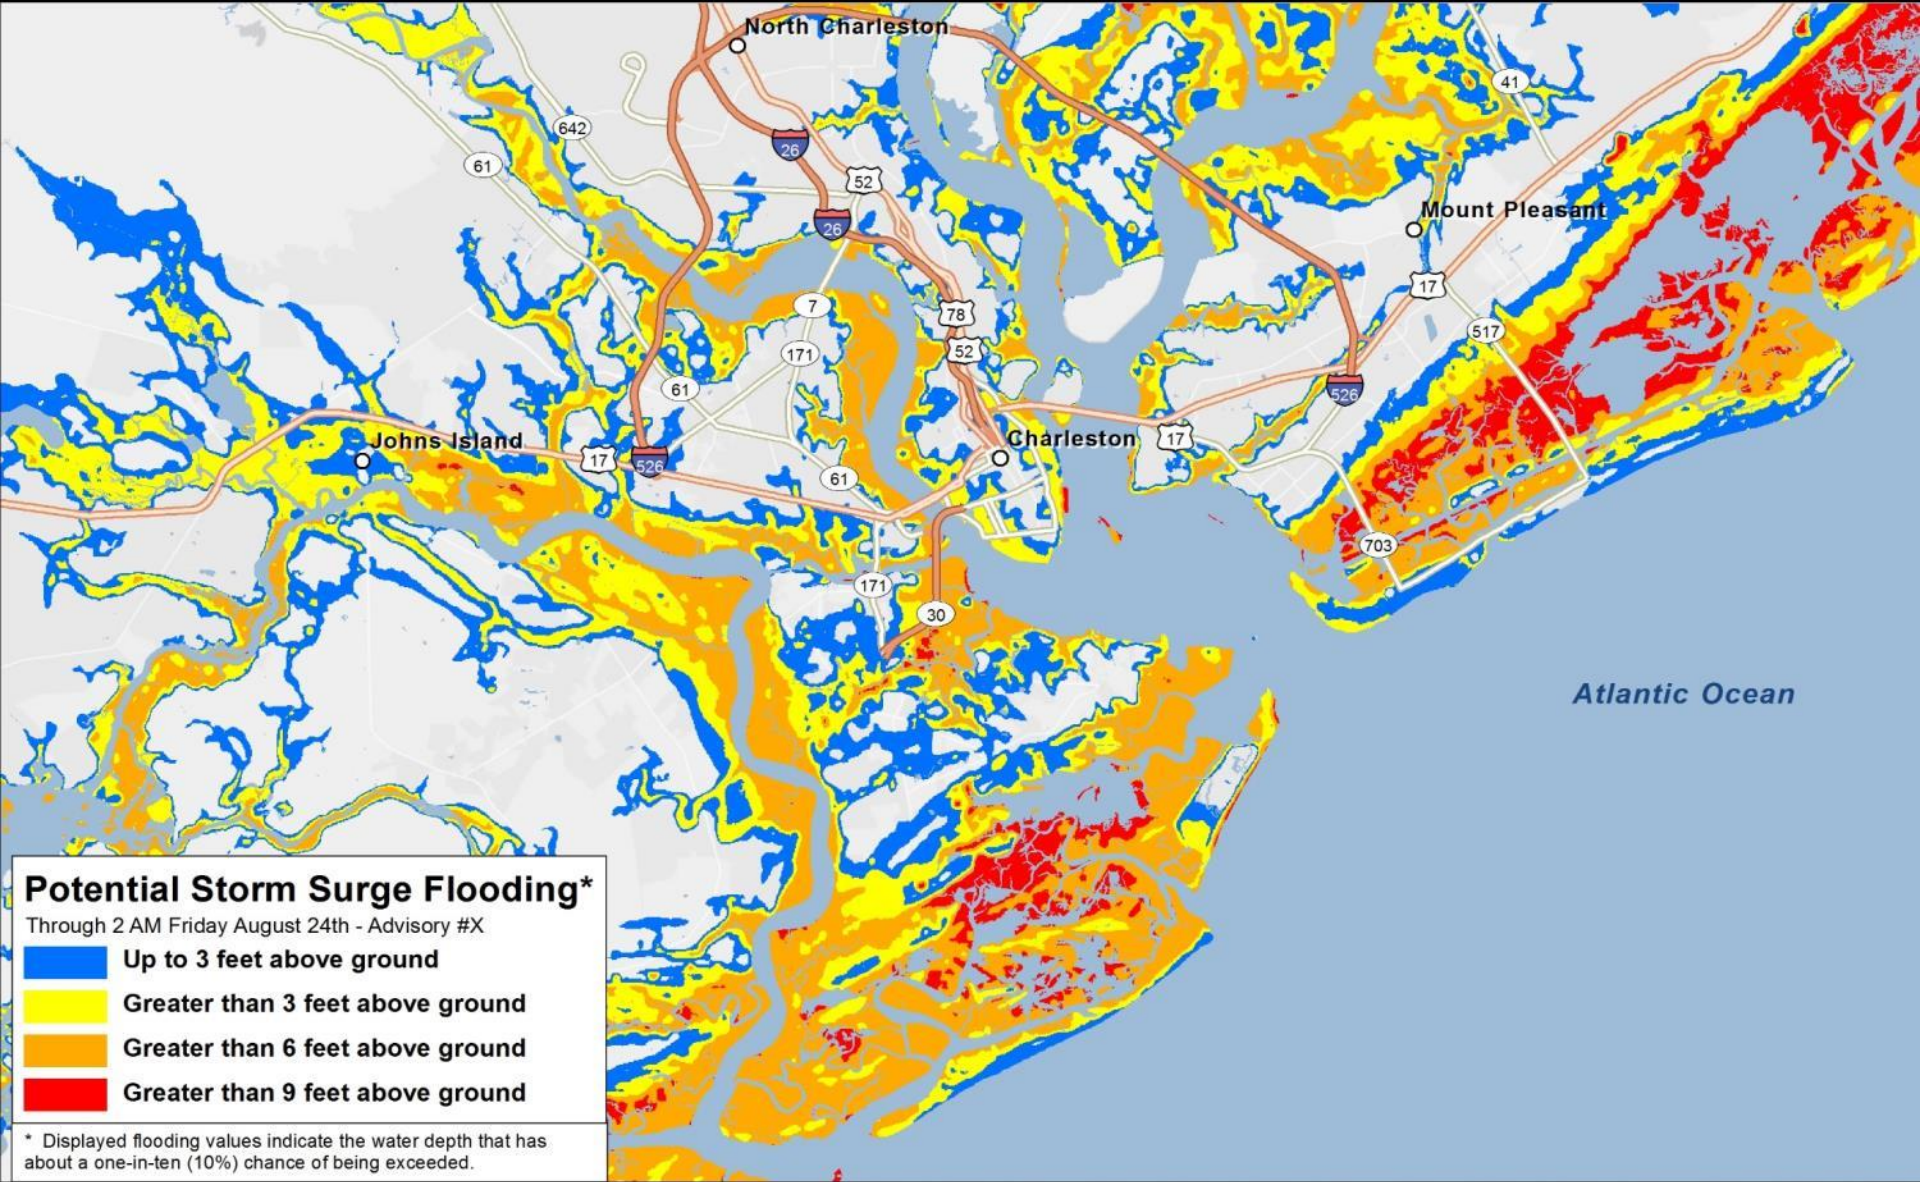 North Charleston
41
642
26
61
52
26
Mount Pleasant
17
7
78
517
171
52
61
526
Johns Island
Charleston
17
17
526
61
703
171
30
Atlantic Ocean
Potential Storm Surge Flooding*
Through 2 AM Friday August 24th - Advisory #X
Up to 3 feet above ground
Greater than 3 feet above ground
Greater than 6 feet above ground
Greater than 9 feet above ground
* Displayed flooding values indicate the water depth that has
about a one-in-ten (10%) chance of being exceeded.